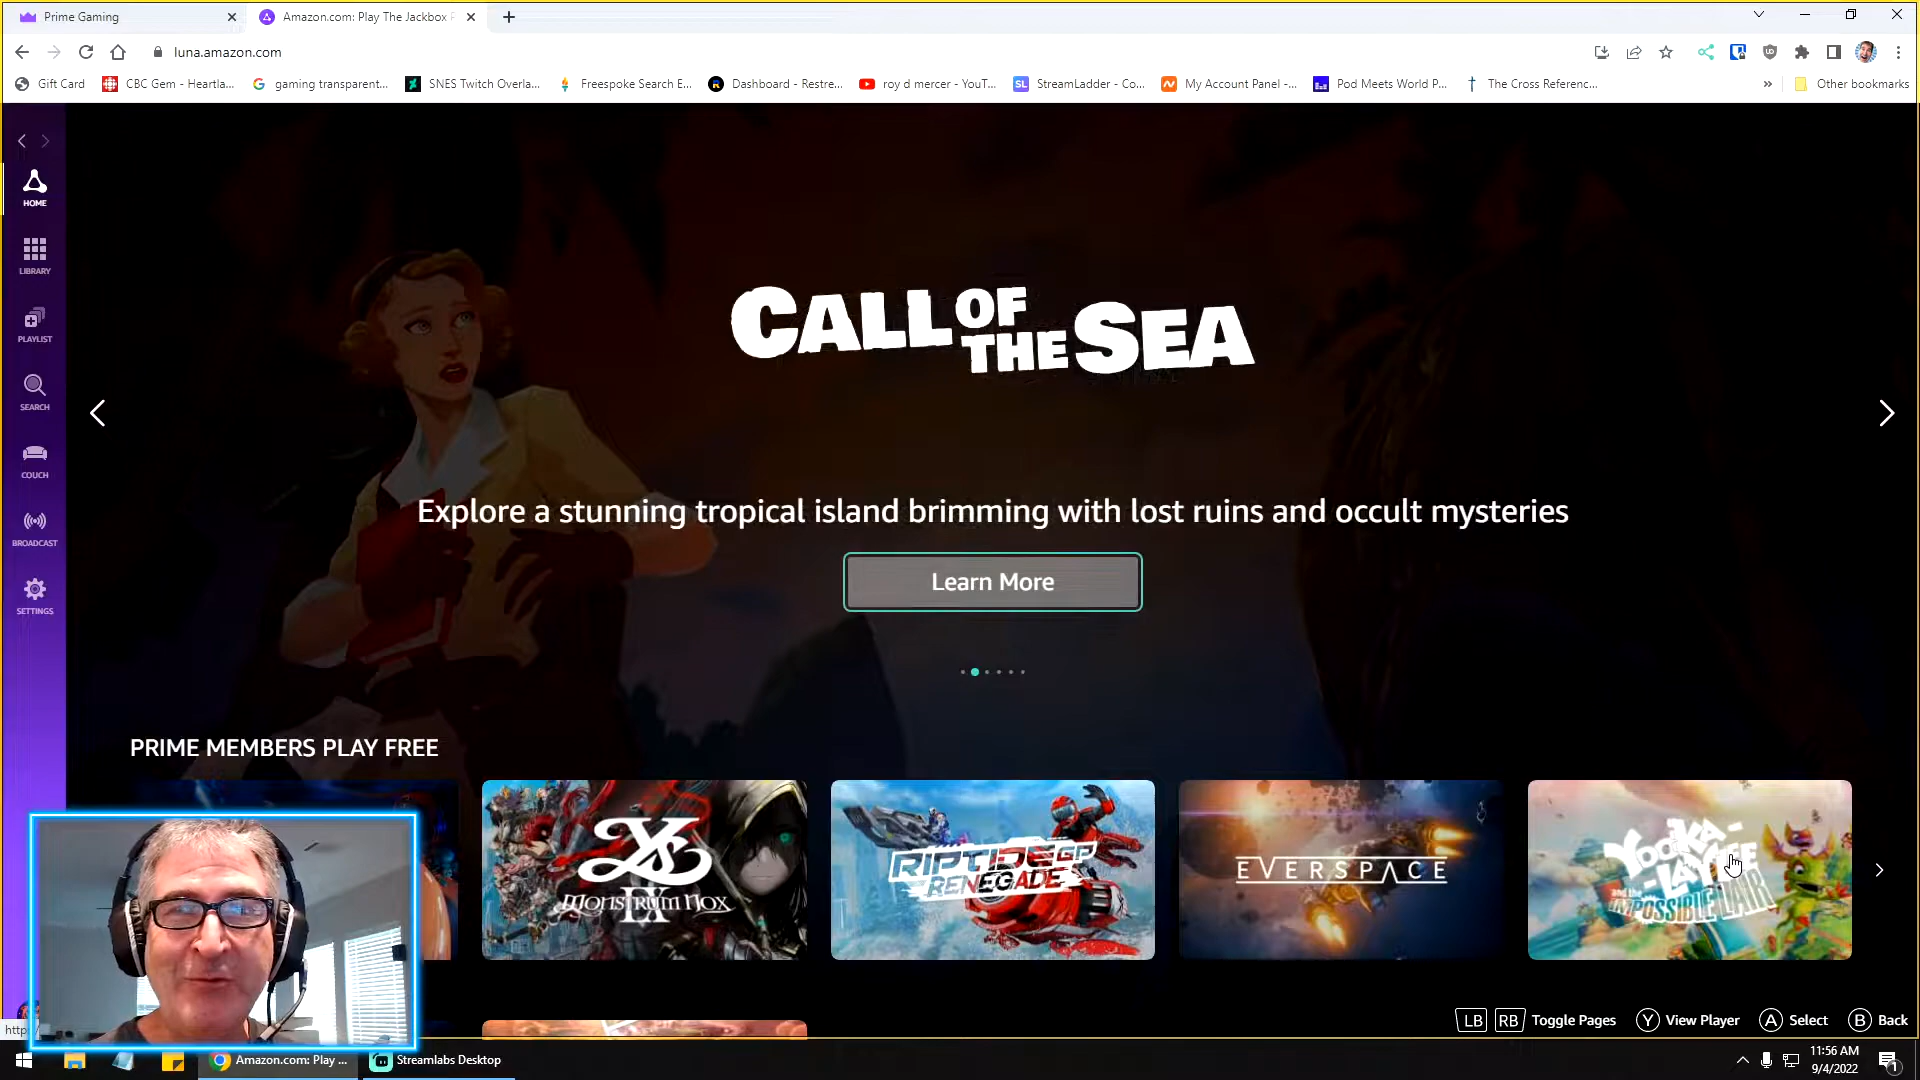 Prime Gaming
Amazon.com: Play The Jackbox P
luna.amazon.com
Gift Card
CBC Gem - Heartla...
gaming transparent...
SNES Twitch Overla...
Freespoke Search E...
Dashboard - Restre...
roy d mercer - YouT...
SL
StreamLadder - Co...
My Account Panel -...
Pod Meets World P...
The Cross Referenc...
»
Other bookmarks
HOME
LIBRARY
PLAYLIST
SEARCH
COUCH
BROADCAST
SETTINGS
CALL OF THE SEA
Explore a stunning tropical island brimming with lost ruins and occult mysteries
Learn More
PRIME MEMBERS PLAY FREE
YS IX
MONSTRUM NOX
RIPTIDE GP
RENEGADE
EVERSPACE
YOOKA-
LAYLEE
and the
IMPOSSIBLE LAIR
http
LB RB Toggle Pages Y View Player A Select B Back
Amazon.com: Play ...
Streamlabs Desktop
11:56 AM
9/4/2022
1